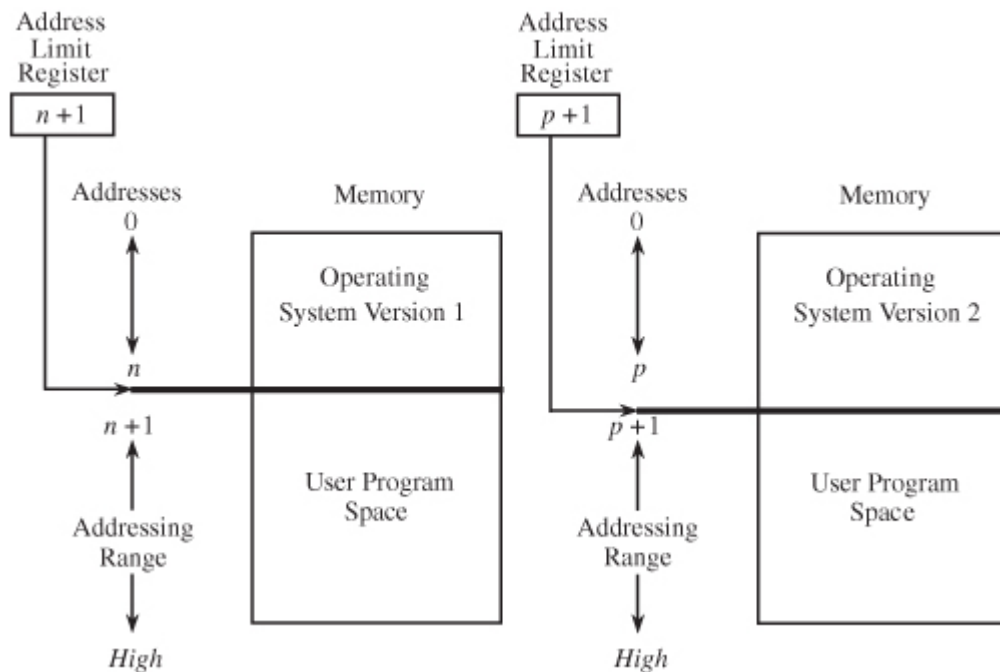 Address
Limit
Register
n + 1
Addresses
0
n
n + 1
Addressing
Range
High
Memory
Operating
System Version 1
User Program
Space
Address
Limit
Register
p + 1
Addresses
0
p
p + 1
Addressing
Range
High
Memory
Operating
System Version 2
User Program
Space